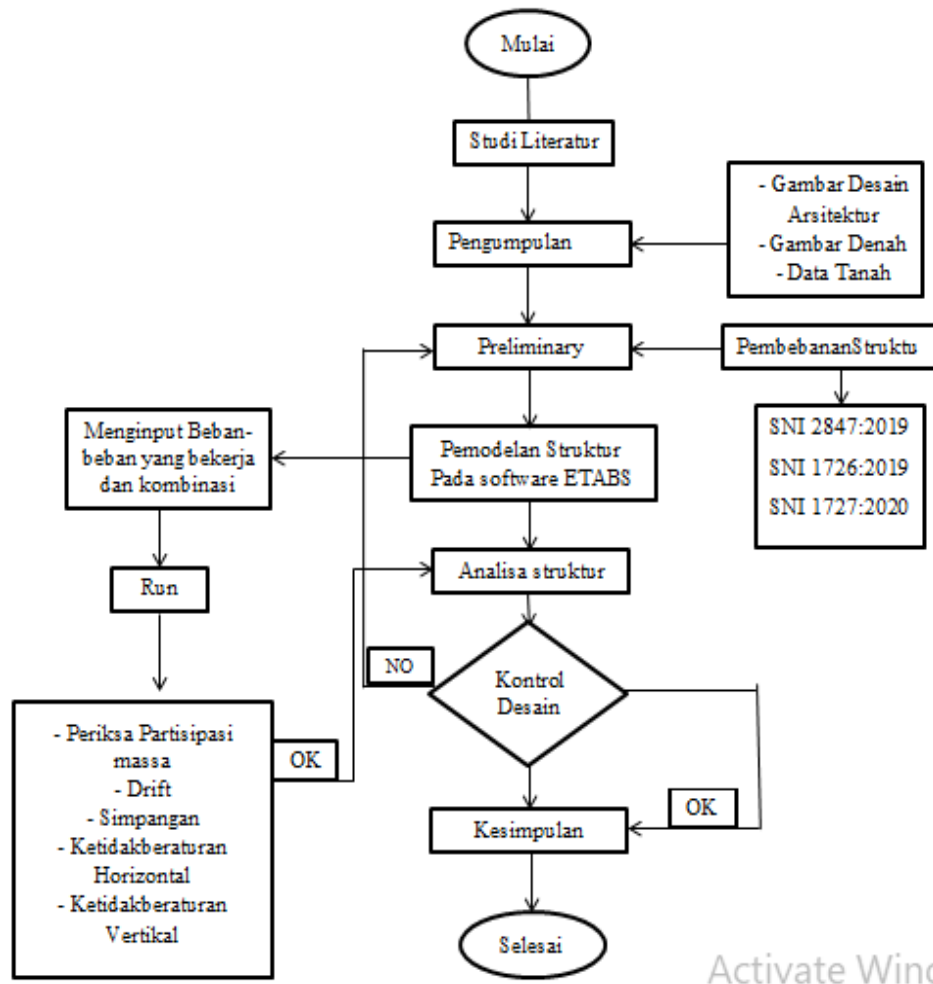 Mulai
Studi Literatur
- Gambar Desain
Arsitektur
- Gambar Denah
- Data Tanah
Pengumpulan
Preliminary
PembebananStruktu
SNI 2847:2019
SNI 1726:2019
SNI 1727:2020
Menginput Beban-
beban yang bekerja
dan kombinasi
Pemodelan Struktur
Pada software ETABS
Run
Analisa struktur
NO
Kontrol
Desain
- Periksa Partisipasi
massa
- Drift
- Simpangan
- Ketidakberaturan
Horizontal
- Ketidakberaturan
Vertikal
OK
OK
Kesimpulan
Selesai
Activate Wind